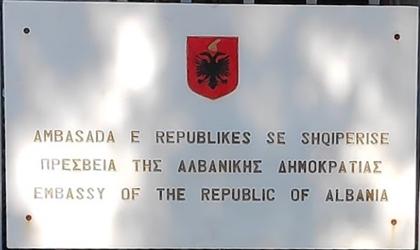 AMBASADA E REPUBLIKES SE SHQIPERISE
ΠΡΕΣΒΕΙΑ ΤΗΣ ΑΛΒΑΝΙΚΗΣ ΔΗΜΟΚΡΑΤΙΑΣ
EMBASSY OF THE REPUBLIC OF ALBANIA